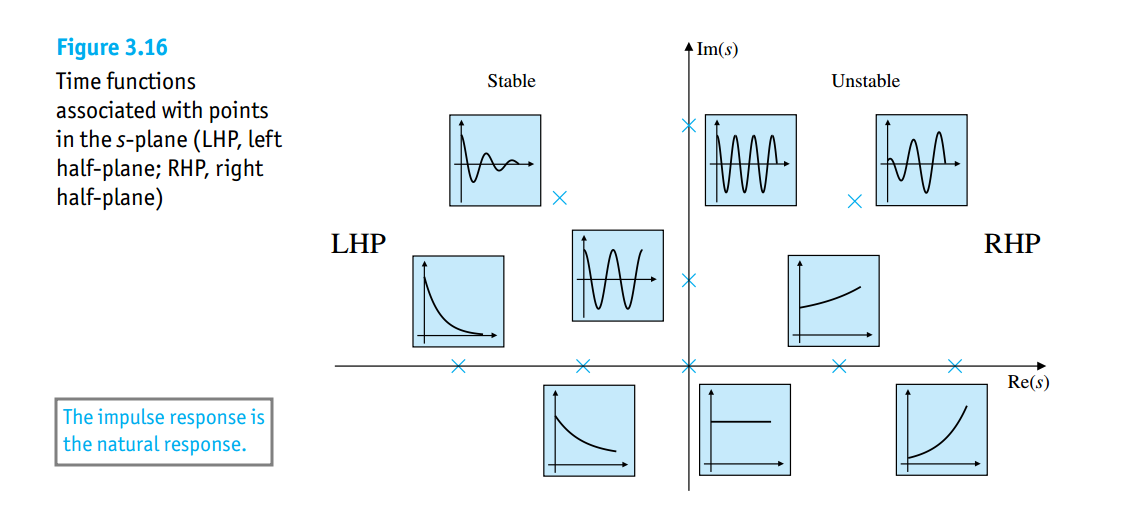 Figure 3.16
Time functions
associated with points
in the s-plane (LHP, left
half-plane; RHP, right
half-plane)
The impulse response is
the natural response.
Im(s)
Stable
Unstable
LHP
RHP
Re(s)